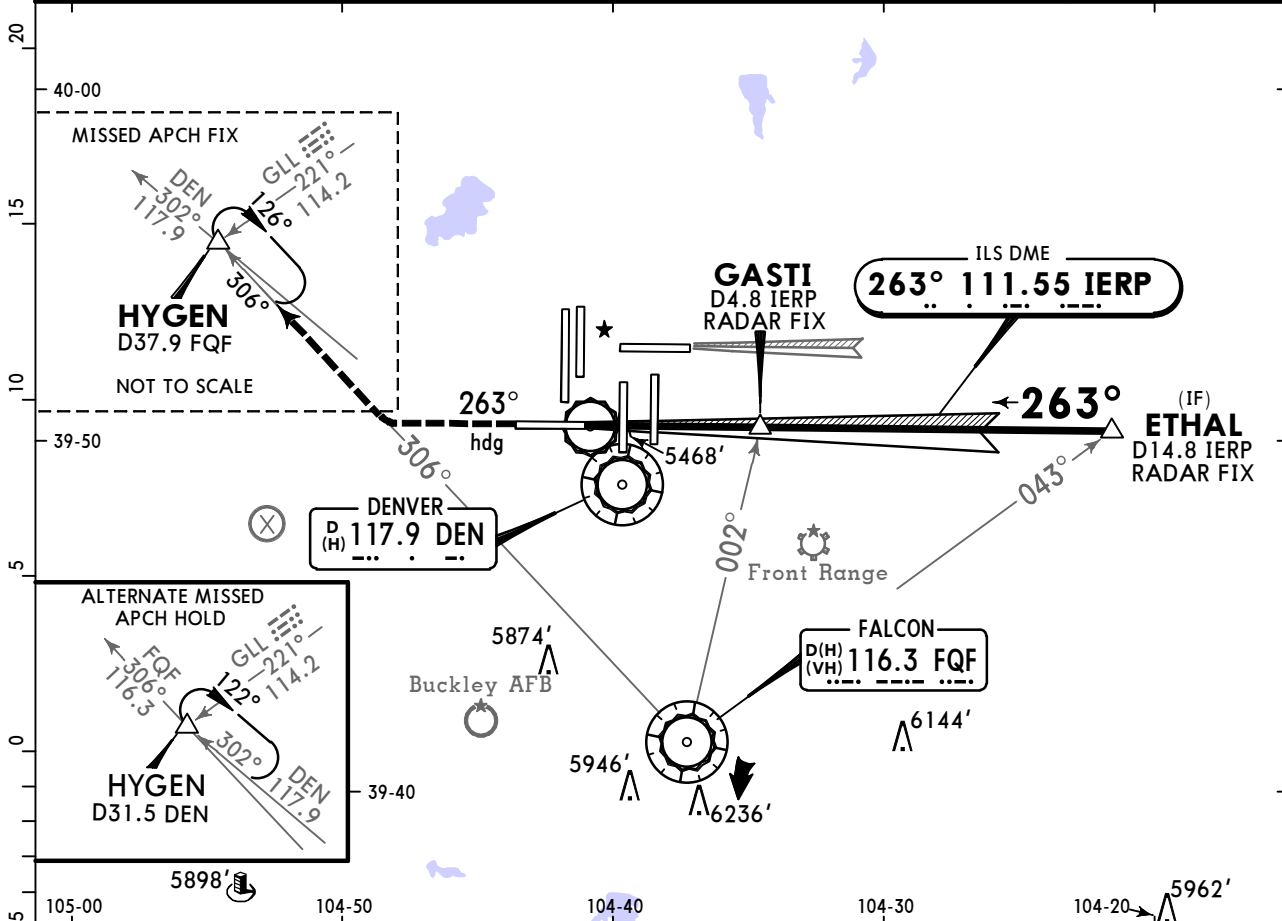 20
15
10
5
0
5
40-00
39-50
39-40
105-00
104-50
104-40
104-30
104-20
MISSED APCH FIX
DEN
302°
117.9
GLL
221°
114.2
126°
306°
HYGEN
D37.9 FQF
NOT TO SCALE
GASTI
D4.8 IERP
RADAR FIX
ILS DME
263° 111.55 IERP
263°
(IF)
ETHAL
D14.8 IERP
RADAR FIX
263°
hdg
306°
5468'
002°
043°
DENVER
D
(H)
117.9 DEN
X
Front Range
FALCON
D(H)
(VH)
116.3 FQF
5874'
Buckley AFB
6144'
5946'
6236'
ALTERNATE MISSED
APCH HOLD
FQF
306°
116.3
GLL
221°
114.2
122°
302°
DEN
117.9
HYGEN
D31.5 DEN
5898'
L
5962'